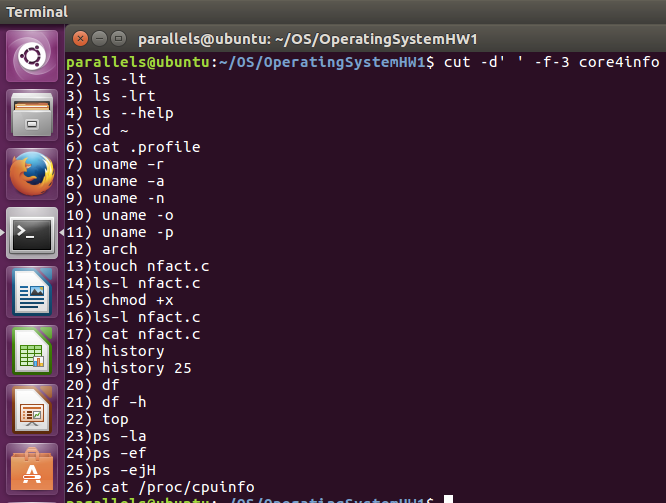 Terminal
parallels@ubuntu: ~/OS/OperatingSystemHW1
parallels@ubuntu:~/OS/OperatingSystemHW1$ cut -d' ' -f-3 core4info
2) ls -lt
3) ls -lrt
4) ls --help
5) cd ~
6) cat .profile
7) uname –r
8) uname –a
9) uname -n
10) uname -o
11) uname -p
12) arch
13)touch nfact.c
14)ls-l nfact.c
15) chmod +x
16)ls-l nfact.c
17) cat nfact.c
18) history
19) history 25
20) df
21) df –h
22) top
23)ps –la
24)ps –ef
25)ps –ejH
26) cat /proc/cpuinfo
parallels@ubuntu:~/OS/OperatingSystemHW1$